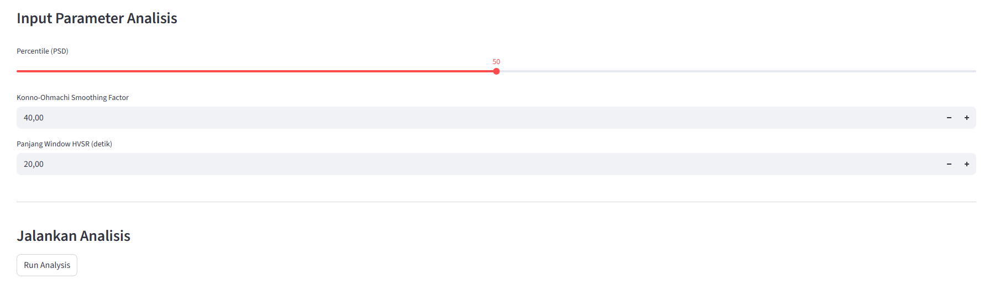 Input Parameter Analisis
Percentile (PSD)
50
Konno-Ohmachi Smoothing Factor
40,00
Panjang Window HVSR (detik)
20,00
Jalankan Analisis
Run Analysis